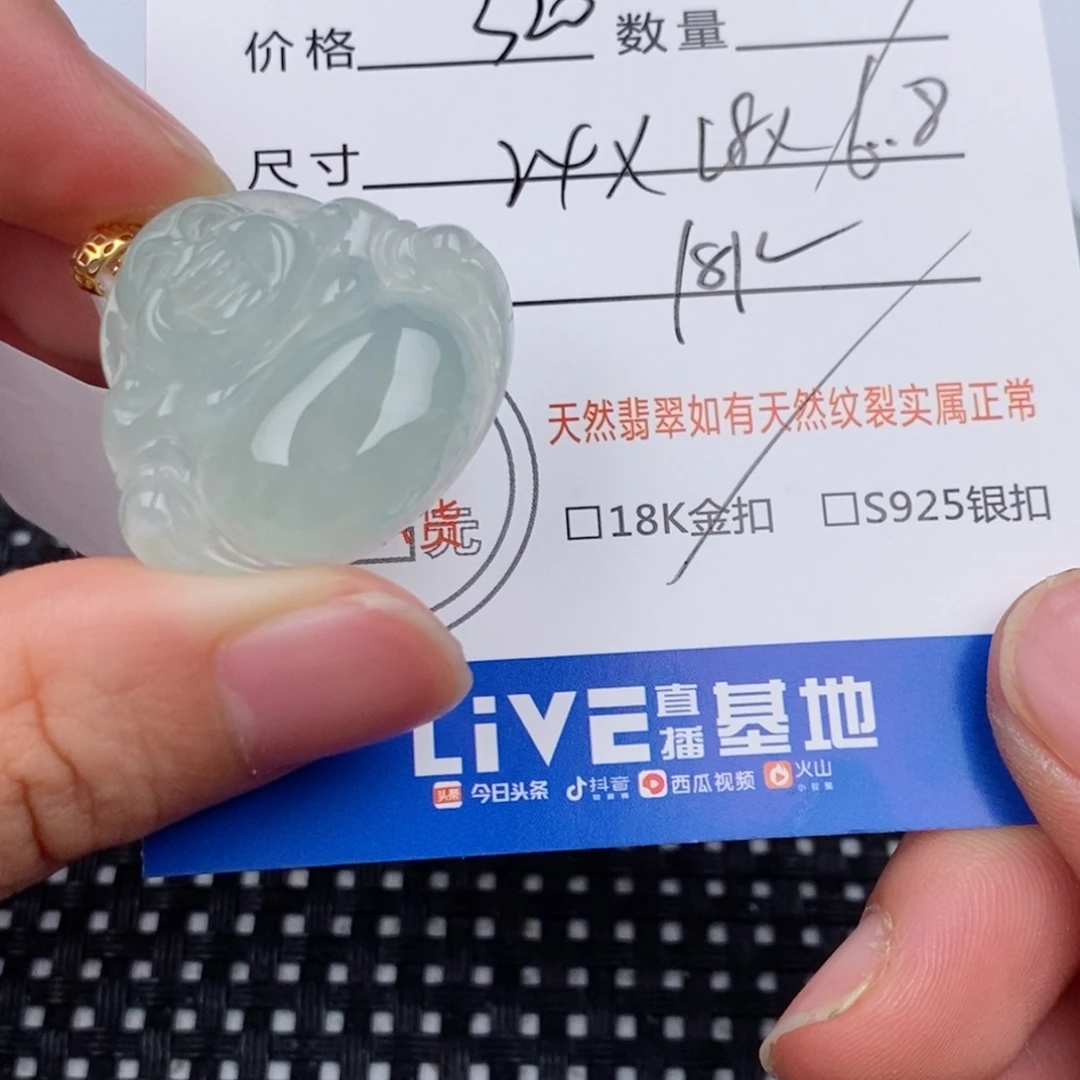 价格 520 数量
尺寸 24X18X6.8
181
天然翡翠如有天然纹裂实属正常
货
□18K金扣 □S925银扣
LiVE直播基地
头条 今日头条 抖音 西瓜视频 火山